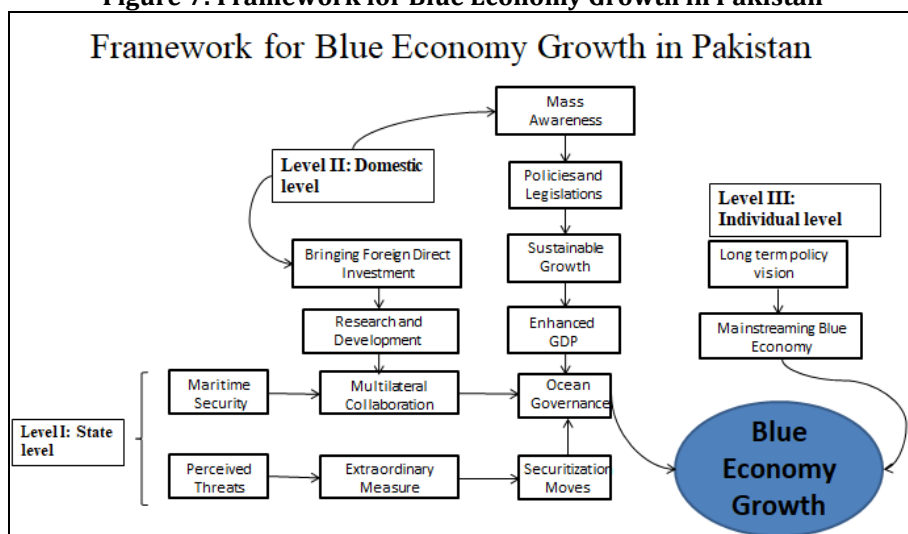 Figure 7: Framework for Blue Economy Growth in Pakistan
Framework for Blue Economy Growth in Pakistan
Mass
Awareness
Level II: Domestic
level
Policies and
Legislations
Level III:
Individual level
Bringing Foreign Direct
Investment
Sustainable
Growth
Long term policy
vision
Research and
Development
Enhanced
GDP
Mainstreaming Blue
Economy
Level I: State
level
Maritime
Security
Multilateral
Collaboration
Ocean
Governance
Perceived
Threats
Extraordinary
Measure
Securitization
Moves
Blue
Economy
Growth